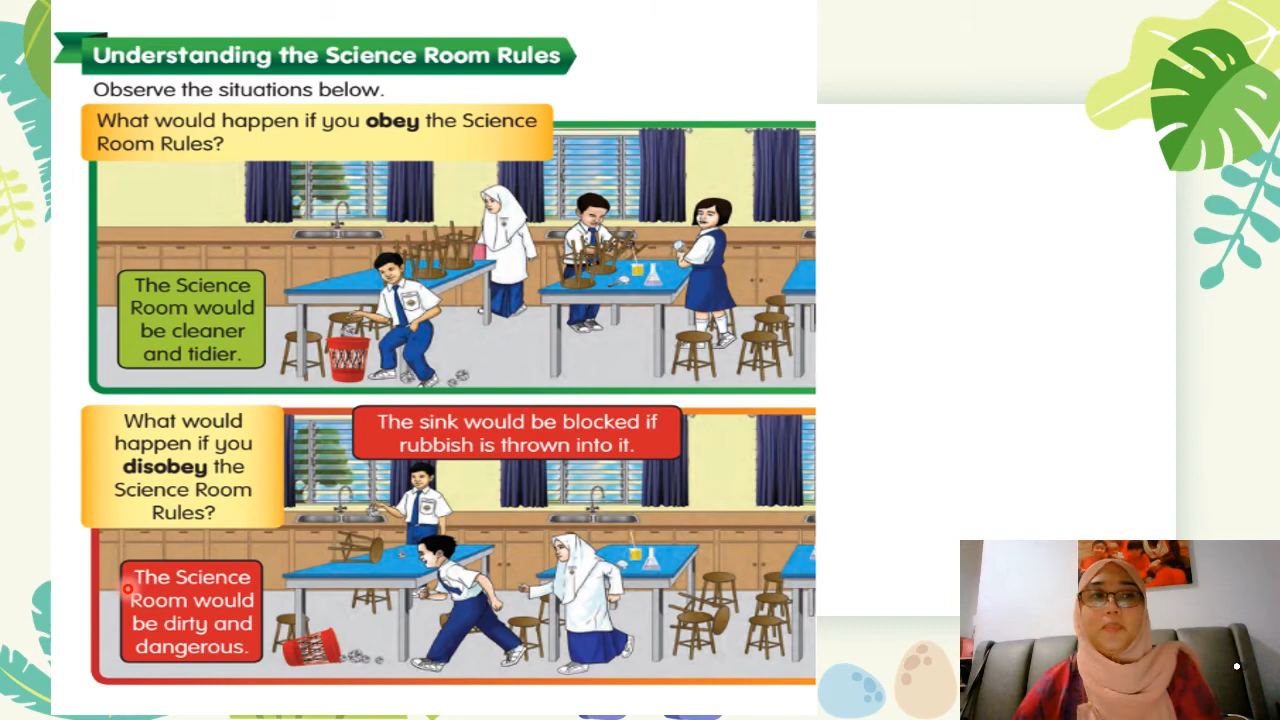 Understanding the Science Room Rules
Observe the situations below.
What would happen if you obey the Science
Room Rules?
The Science
Room would
be cleaner
and tidier.
What would
happen if you
disobey the
Science Room
Rules?
The sink would be blocked if
rubbish is thrown into it.
The Science
Room would
be dirty and
dangerous.